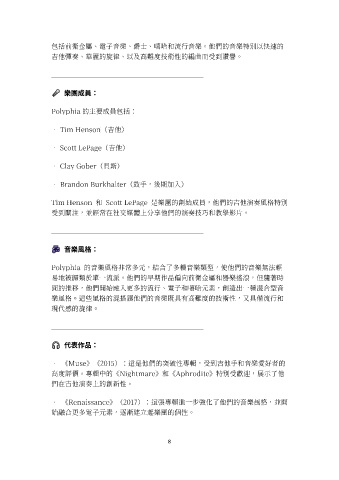 包括前衛金屬、電子音樂、爵士、嘻哈和流行音樂。他們的音樂特別以快速的
吉他彈奏、華麗的旋律、以及高難度技術性的編曲而受到讚譽。
樂團成員：
Polyphia 的主要成員包括：
· Tim Henson（吉他）
· Scott LePage（吉他）
· Clay Gober（貝斯）
· Brandon Burkhalter（鼓手，後期加入）
Tim Henson 和 Scott LePage 是樂團的創始成員，他們的吉他演奏風格特別
受到關注，並經常在社交媒體上分享他們的演奏技巧和教學影片。
音樂風格：
Polyphia 的音樂風格非常多元，結合了多種音樂類型，使他們的音樂無法輕
易地被歸類於單一流派。他們的早期作品偏向前衛金屬和器樂搖滾，但隨著時
間的推移，他們開始融入更多的流行、電子和嘻哈元素，創造出一種混合型音
樂風格。這些風格的混搭讓他們的音樂既具有高難度的技術性，又具備流行和
現代感的旋律。
代表作品：
· 《Muse》（2015）：這是他們的突破性專輯，受到吉他手和音樂愛好者的
高度評價。專輯中的《Nightmare》和《Aphrodite》特別受歡迎，展示了他
們在吉他演奏上的創新性。
· 《Renaissance》（2017）：這張專輯進一步強化了他們的音樂風格，並開
始融合更多電子元素，逐漸建立起樂團的個性。
8